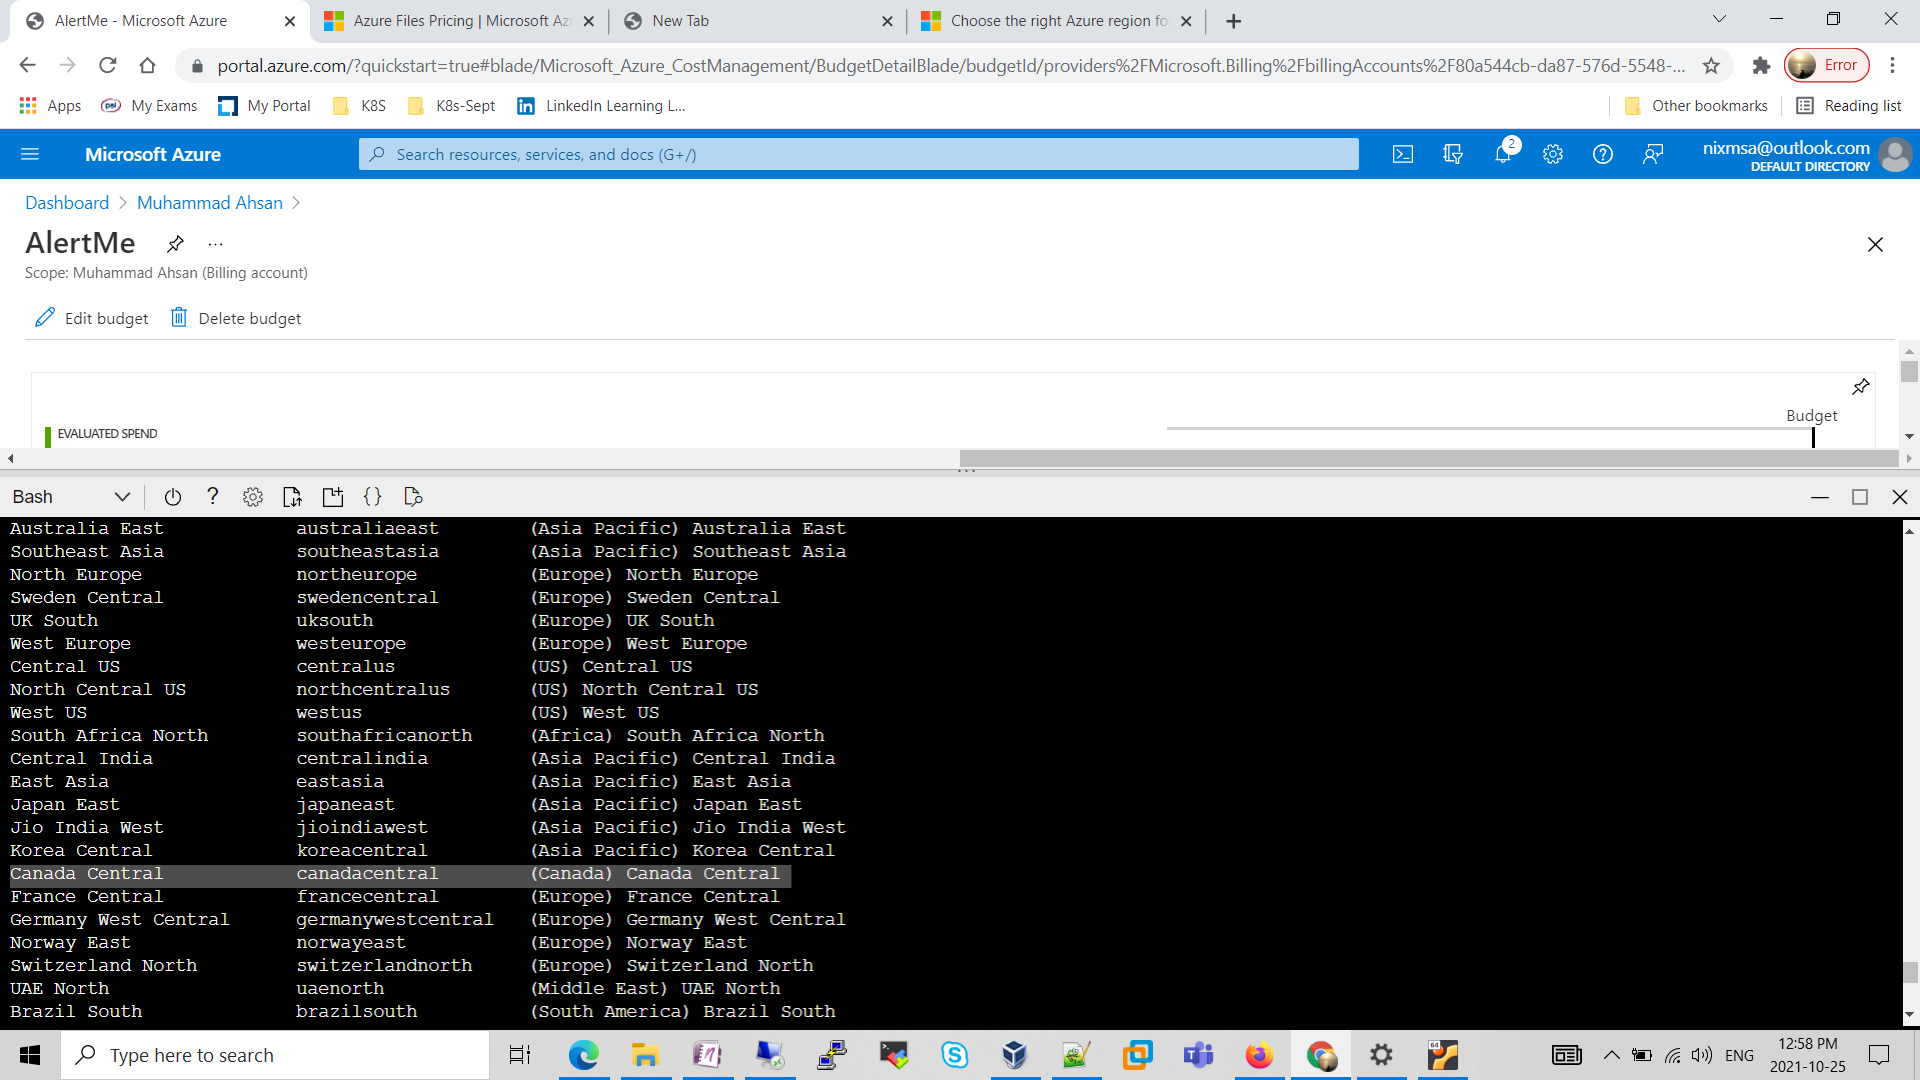 AlertMe - Microsoft Azure
Azure Files Pricing | Microsoft Az
New Tab
Choose the right Azure region fo
portal.azure.com/?quickstart=true#blade/Microsoft_Azure_CostManagement/BudgetDetailBlade/budgetId/providers%2FMicrosoft.Billing%2FbillingAccounts%2F80a544cb-da87-576d-5548-...
Error
Apps
My Exams
My Portal
K8S
K8s-Sept
LinkedIn Learning L...
Other bookmarks
Reading list
Microsoft Azure
Search resources, services, and docs (G+/)
2
nixmsa@outlook.com
DEFAULT DIRECTORY
Dashboard > Muhammad Ahsan >
AlertMe
...
Scope: Muhammad Ahsan (Billing account)
Edit budget
Delete budget
Budget
EVALUATED SPEND
Bash
Australia East australiaeast (Asia Pacific) Australia East
Southeast Asia southeastasia (Asia Pacific) Southeast Asia
North Europe northeurope (Europe) North Europe
Sweden Central swedencentral (Europe) Sweden Central
UK South uksouth (Europe) UK South
West Europe westeurope (Europe) West Europe
Central US centralus (US) Central US
North Central US northcentralus (US) North Central US
West US westus (US) West US
South Africa North southafricanorth (Africa) South Africa North
Central India centralindia (Asia Pacific) Central India
East Asia eastasia (Asia Pacific) East Asia
Japan East japaneast (Asia Pacific) Japan East
Jio India West jioindiawest (Asia Pacific) Jio India West
Korea Central koreacentral (Asia Pacific) Korea Central
Canada Central canadacentral (Canada) Canada Central
France Central francecentral (Europe) France Central
Germany West Central germanywestcentral (Europe) Germany West Central
Norway East norwayeast (Europe) Norway East
Switzerland North switzerlandnorth (Europe) Switzerland North
UAE North uaenorth (Middle East) UAE North
Brazil South brazilsouth (South America) Brazil South
Type here to search
64
ENG
12:58 PM
2021-10-25